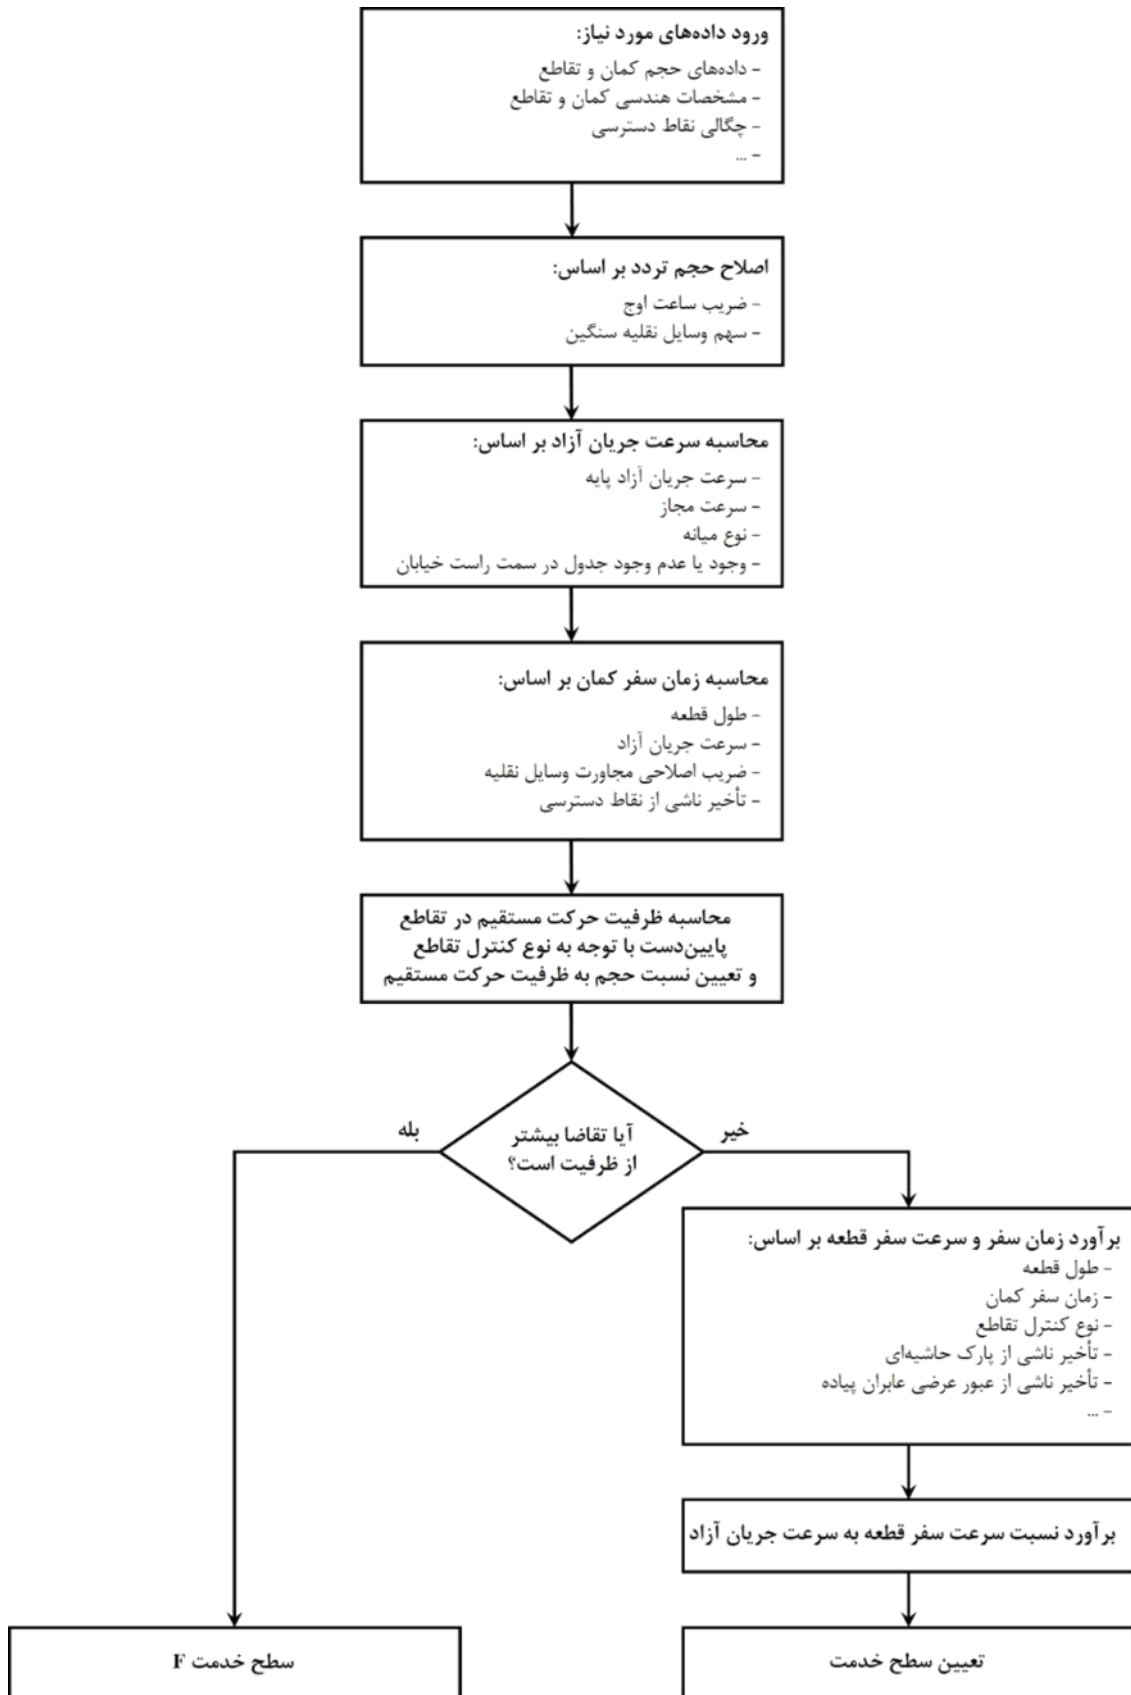 ورود داده‌های مورد نیاز:
- داده‌های حجم کمان و تقاطع
- مشخصات هندسی کمان و تقاطع
- چگالی نقاط دسترسی
- ...
اصلاح حجم تردد بر اساس:
- ضریب ساعت اوج
- سهم وسایل نقلیه سنگین
محاسبه سرعت جریان آزاد بر اساس:
- سرعت جریان آزاد پایه
- سرعت مجاز
- نوع میانه
- وجود یا عدم وجود جدول در سمت راست خیابان
محاسبه زمان سفر کمان بر اساس:
- طول قطعه
- سرعت جریان آزاد
- ضریب اصلاحی مجاورت وسایل نقلیه
- تأخیر ناشی از نقاط دسترسی
محاسبه ظرفیت حرکت مستقیم در تقاطع
پایین‌دست با توجه به نوع کنترل تقاطع
و تعیین نسبت حجم به ظرفیت حرکت مستقیم
آیا تقاضا بیشتر
از ظرفیت است؟
خیر
بله
برآورد زمان سفر و سرعت سفر قطعه بر اساس:
- طول قطعه
- زمان سفر کمان
- نوع کنترل تقاطع
- تأخیر ناشی از پارک حاشیه‌ای
- تأخیر ناشی از عبور عرضی عابران پیاده
- ...
برآورد نسبت سرعت سفر قطعه به سرعت جریان آزاد
تعیین سطح خدمت
سطح خدمت F